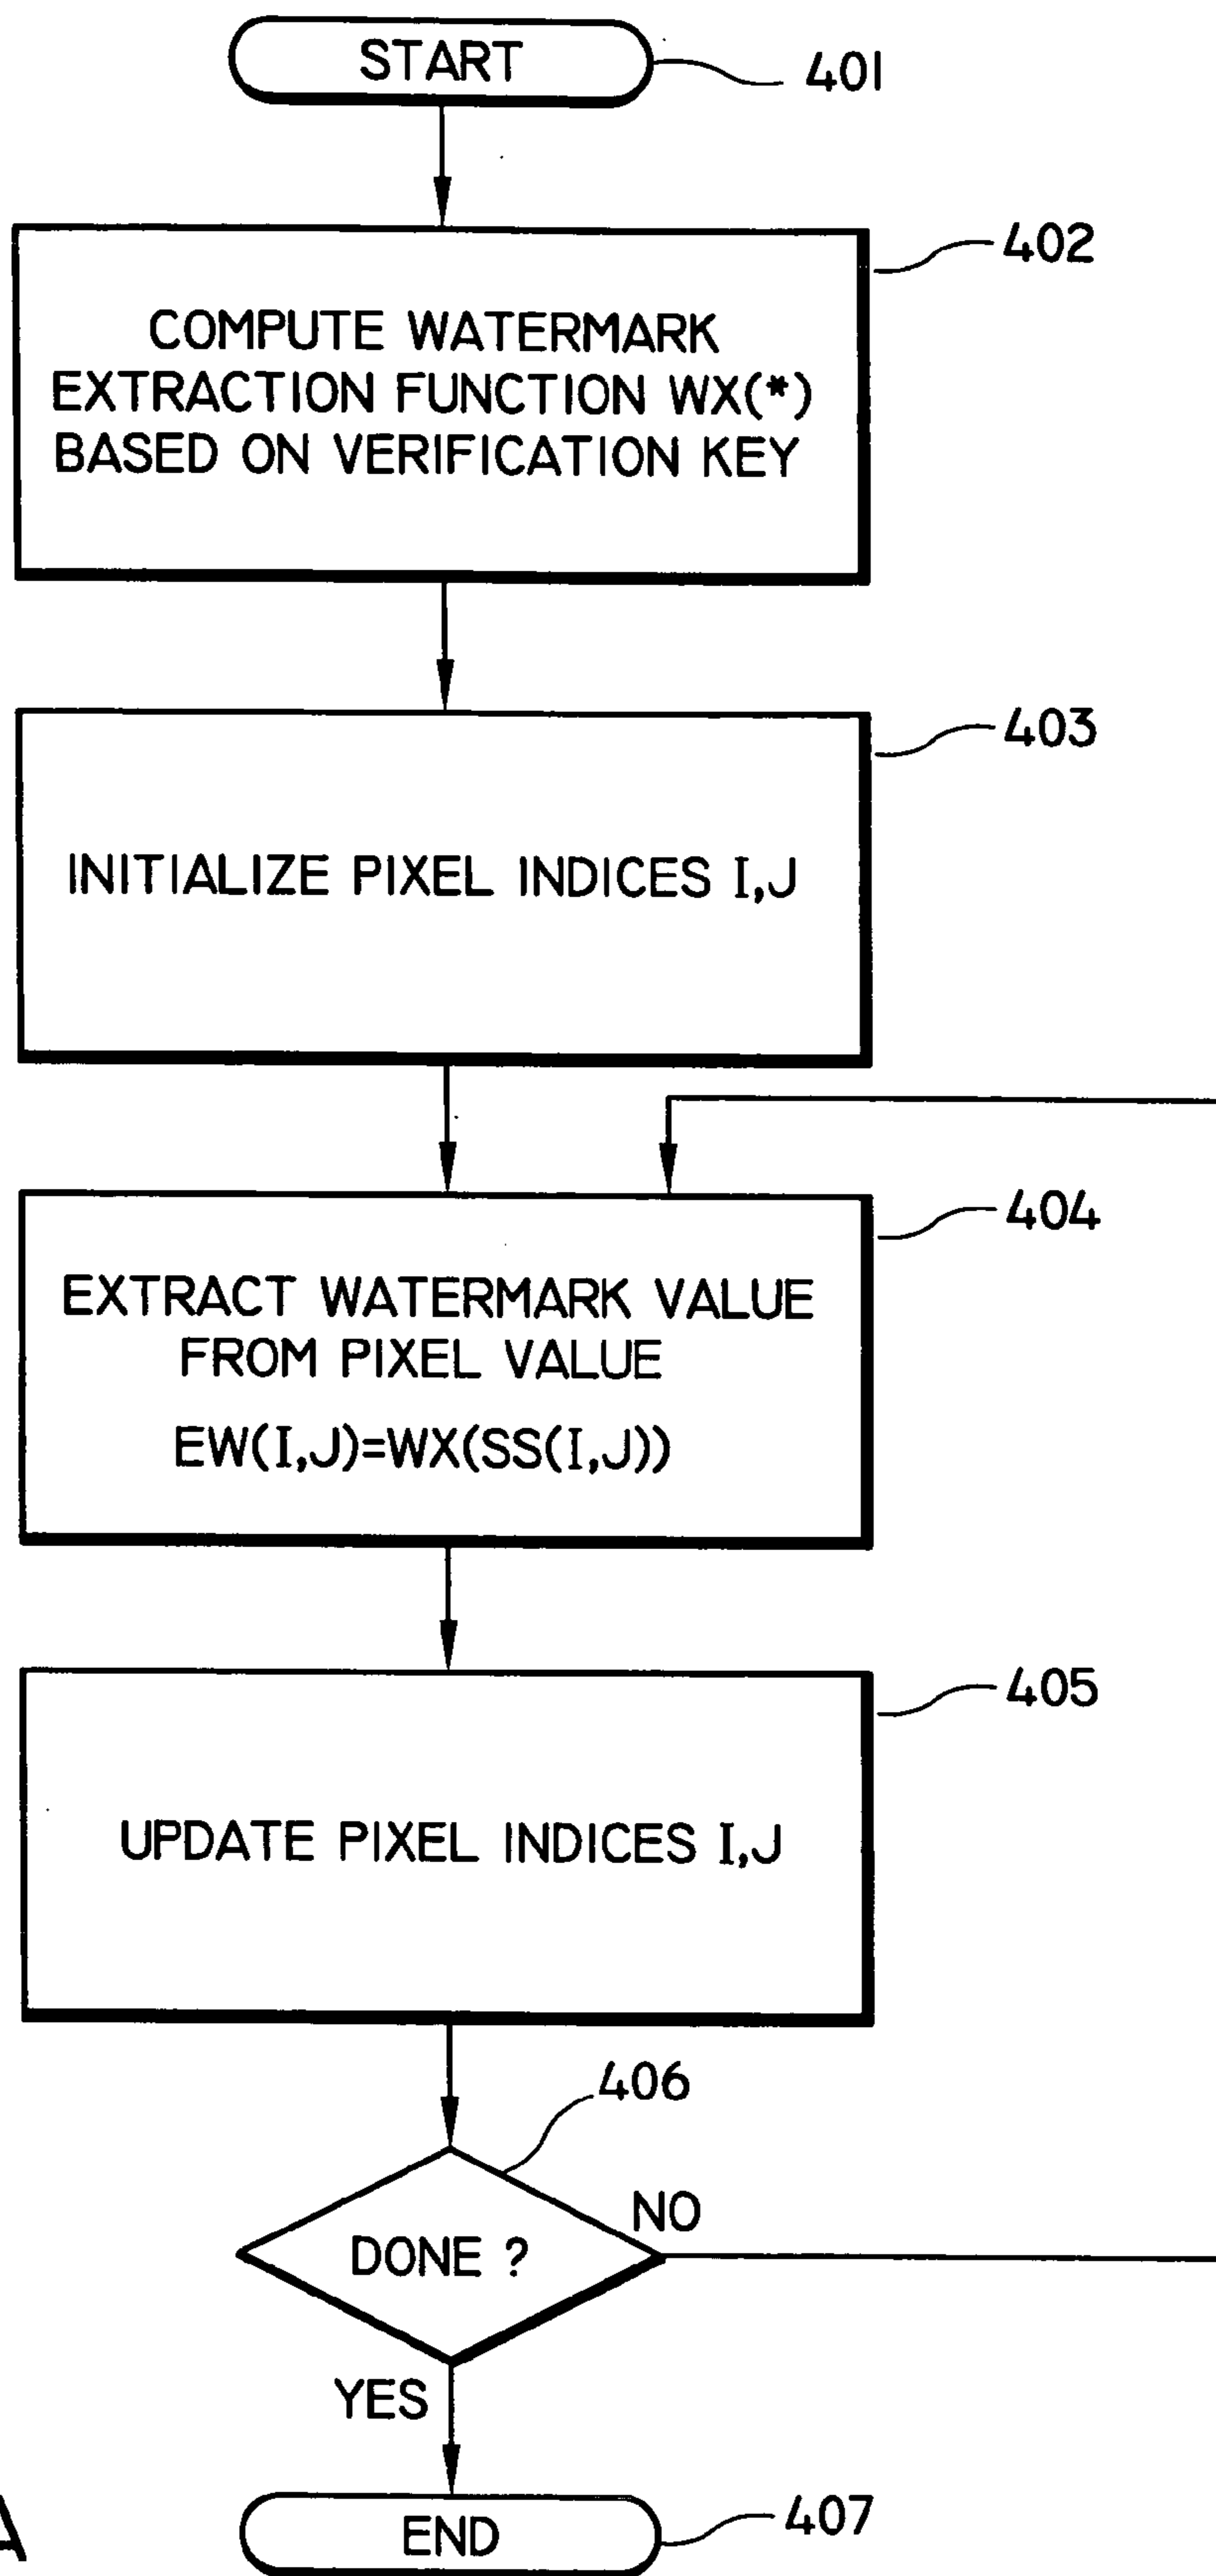 START
401
402
COMPUTE WATERMARK
EXTRACTION FUNCTION WX(*)
BASED ON VERIFICATION KEY
403
INITIALIZE PIXEL INDICES I,J
404
EXTRACT WATERMARK VALUE
FROM PIXEL VALUE
EW(I,J)=WX(SS(I,J))
405
UPDATE PIXEL INDICES I,J
406
NO
DONE ?
YES
END
407
A